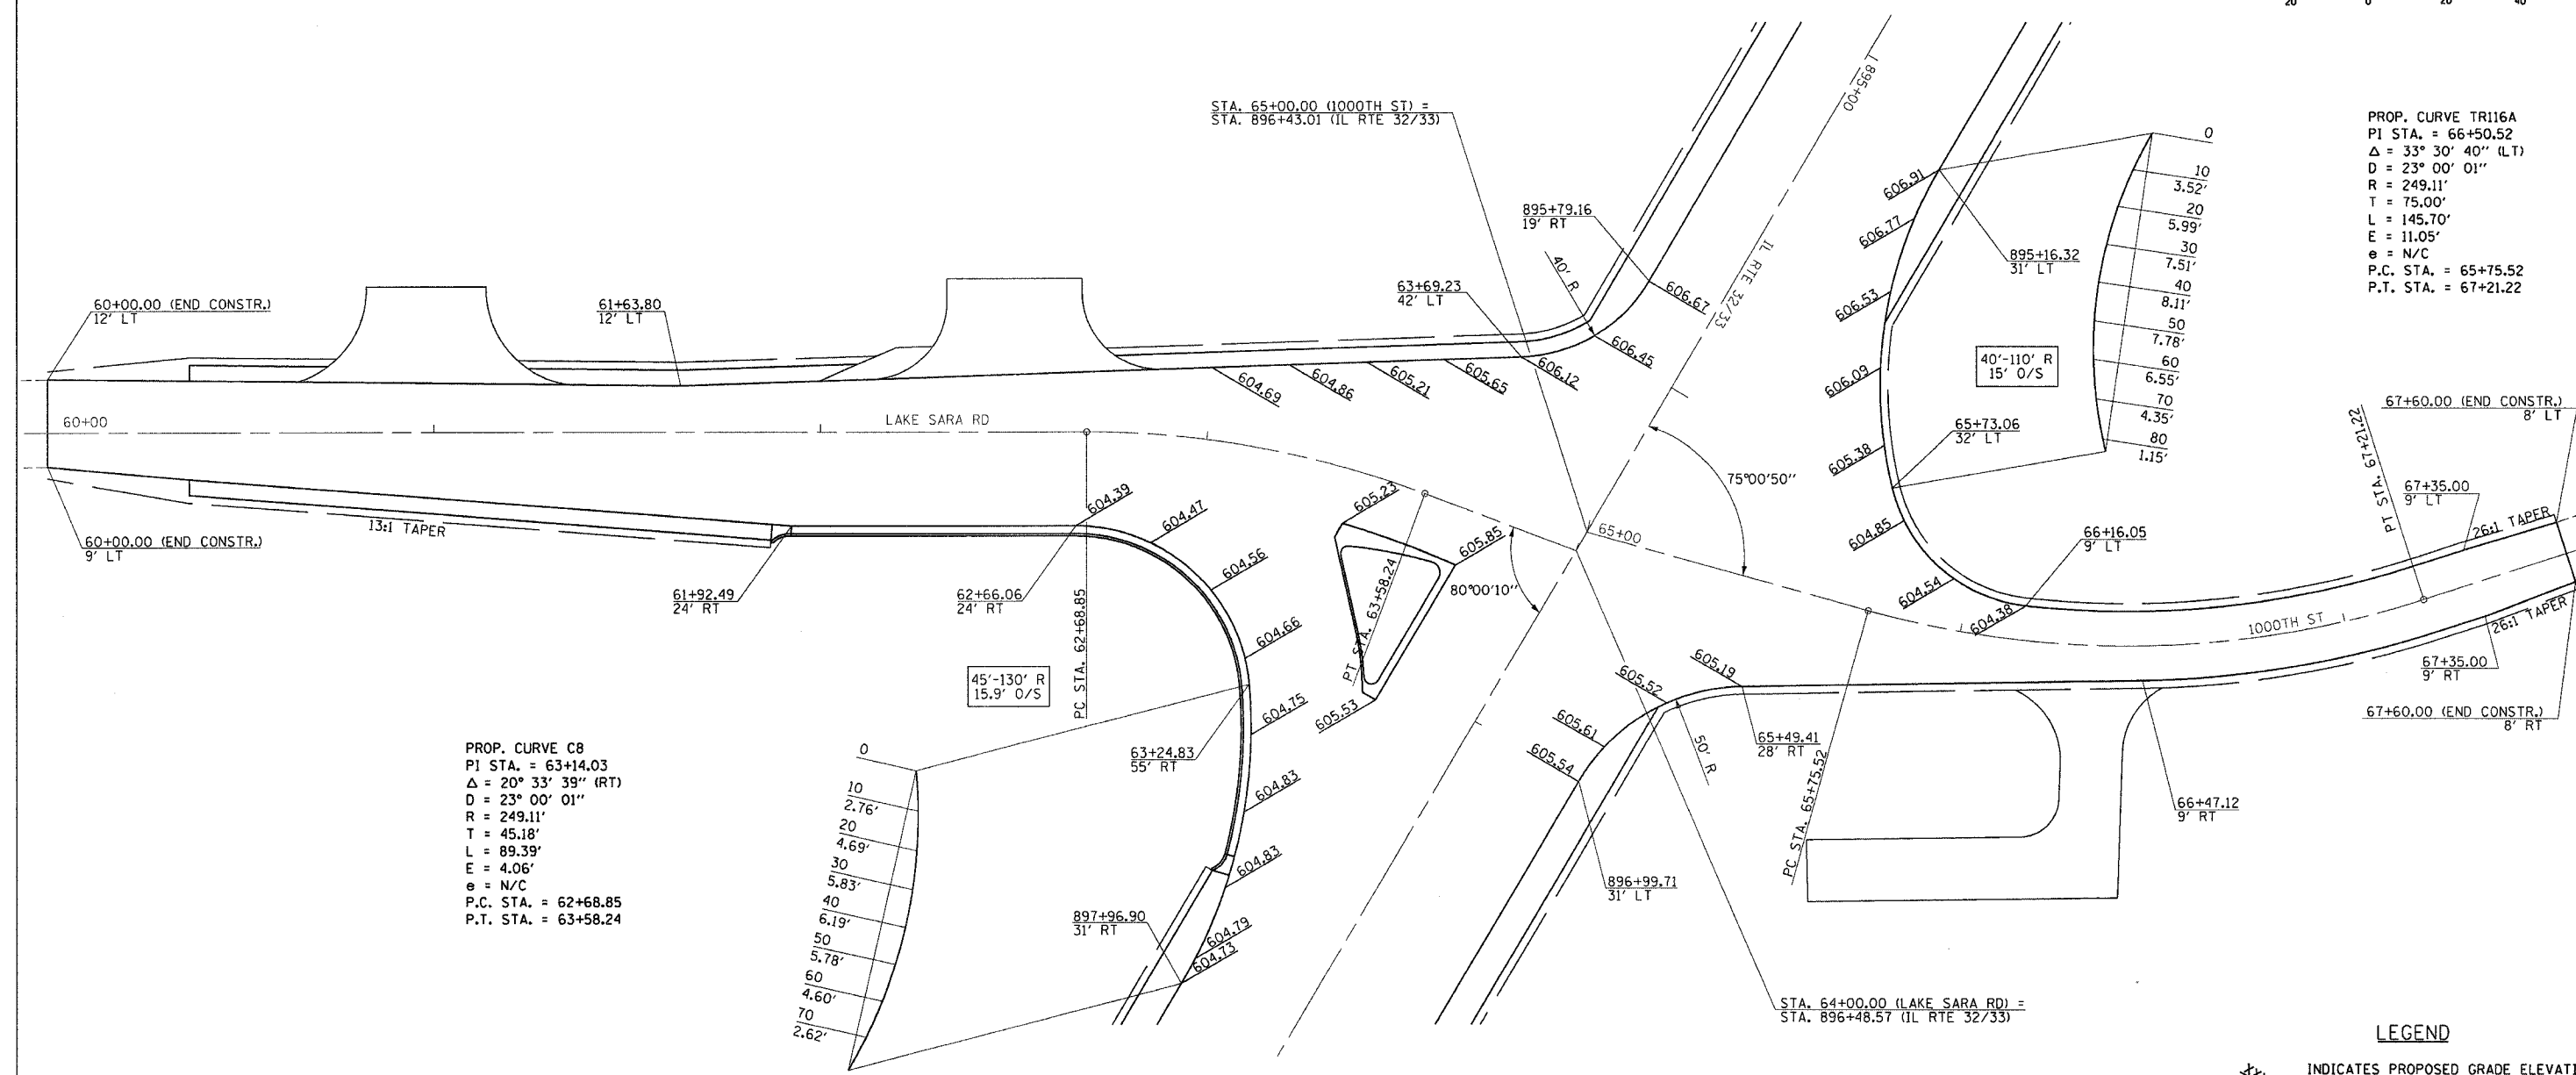 20 0 20 40
STA. 65+00.00 (1000TH ST) =
STA. 896+43.01 (IL RTE 32/33)
895+00
IL RTE 32/33
PROP. CURVE TR116A
PI STA. = 66+50.52
Δ = 33° 30' 40" (LT)
D = 23° 00' 01"
R = 249.11'
T = 75.00'
L = 145.70'
E = 11.05'
e = N/C
P.C. STA. = 65+75.52
P.T. STA. = 67+21.22
0
10
3.52'
20
5.99'
30
7.51'
40
8.11'
50
7.78'
60
6.55'
70
4.35'
80
1.15'
40'-110' R
15' O/S
606.91
606.77
606.53
606.09
605.38
604.85
604.54
604.38
895+16.32
31' LT
65+73.06
32' LT
66+16.05
9' LT
895+79.16
19' RT
40' R
606.67
606.45
63+69.23
42' LT
60+00.00 (END CONSTR.)
12' LT
61+63.80
12' LT
604.69
604.86
605.21
605.65
606.12
60+00
LAKE SARA RD
13:1 TAPER
60+00.00 (END CONSTR.)
9' LT
61+92.49
24' RT
62+66.06
24' RT
PC STA. 62+68.85
604.39
604.47
604.56
604.66
604.75
604.83
604.83
604.79
604.73
605.23
605.85
605.53
PT STA. 63+58.24
80°00'10"
75°00'50"
65+00
67+60.00 (END CONSTR.)
8' LT
PT STA. 67+21.22
67+35.00
9' LT
26:1 TAPER
1000TH ST
26:1 TAPER
67+35.00
9' RT
67+60.00 (END CONSTR.)
8' RT
66+47.12
9' RT
605.19
605.52
605.61
605.54
65+49.41
28' RT
50' R
PC STA. 65+75.52
896+99.71
31' LT
45'-130' R
15.9' O/S
63+24.83
55' RT
897+96.90
31' RT
PROP. CURVE C8
PI STA. = 63+14.03
Δ = 20° 33' 39" (RT)
D = 23° 00' 01"
R = 249.11'
T = 45.18'
L = 89.39'
E = 4.06'
e = N/C
P.C. STA. = 62+68.85
P.T. STA. = 63+58.24
0
10
2.76'
20
4.69'
30
5.83'
40
6.19'
50
5.78'
60
4.60'
70
2.62'
STA. 64+00.00 (LAKE SARA RD) =
STA. 896+48.57 (IL RTE 32/33)
LEGEND
INDICATES PROPOSED GRADE